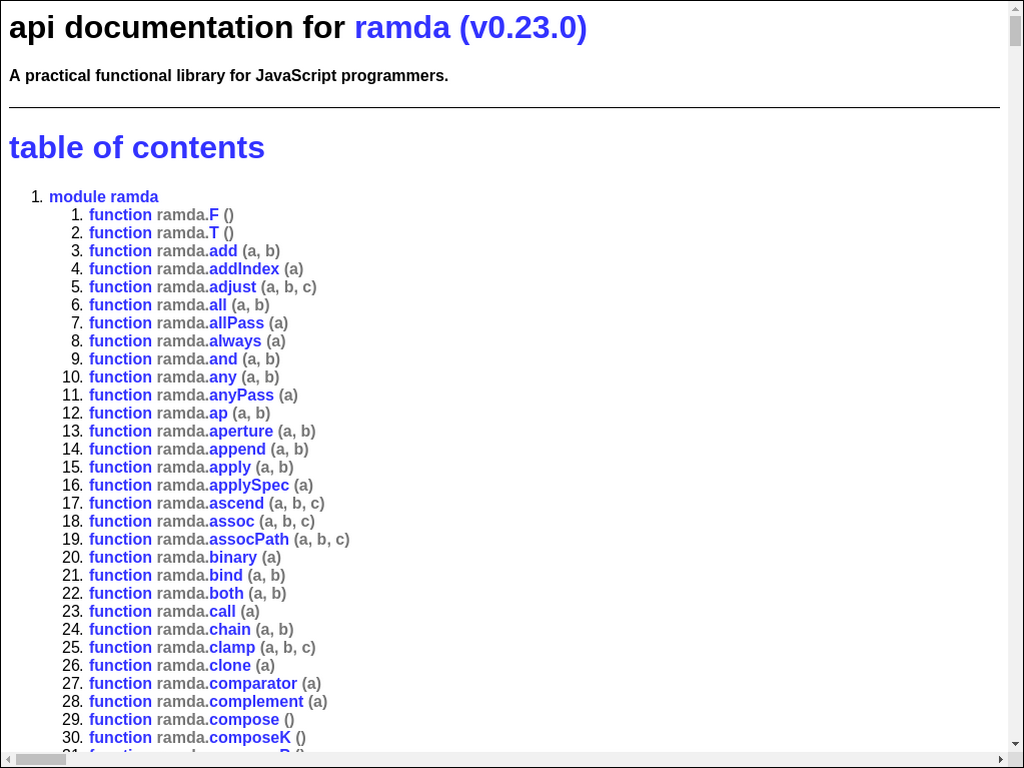 api documentation for ramda (v0.23.0)
A practical functional library for JavaScript programmers.
table of contents
1. module ramda
1. function ramda.F ()
2. function ramda.T ()
3. function ramda.add (a, b)
4. function ramda.addIndex (a)
5. function ramda.adjust (a, b, c)
6. function ramda.all (a, b)
7. function ramda.allPass (a)
8. function ramda.always (a)
9. function ramda.and (a, b)
10. function ramda.any (a, b)
11. function ramda.anyPass (a)
12. function ramda.ap (a, b)
13. function ramda.aperture (a, b)
14. function ramda.append (a, b)
15. function ramda.apply (a, b)
16. function ramda.applySpec (a)
17. function ramda.ascend (a, b, c)
18. function ramda.assoc (a, b, c)
19. function ramda.assocPath (a, b, c)
20. function ramda.binary (a)
21. function ramda.bind (a, b)
22. function ramda.both (a, b)
23. function ramda.call (a)
24. function ramda.chain (a, b)
25. function ramda.clamp (a, b, c)
26. function ramda.clone (a)
27. function ramda.comparator (a)
28. function ramda.complement (a)
29. function ramda.compose ()
30. function ramda.composeK ()